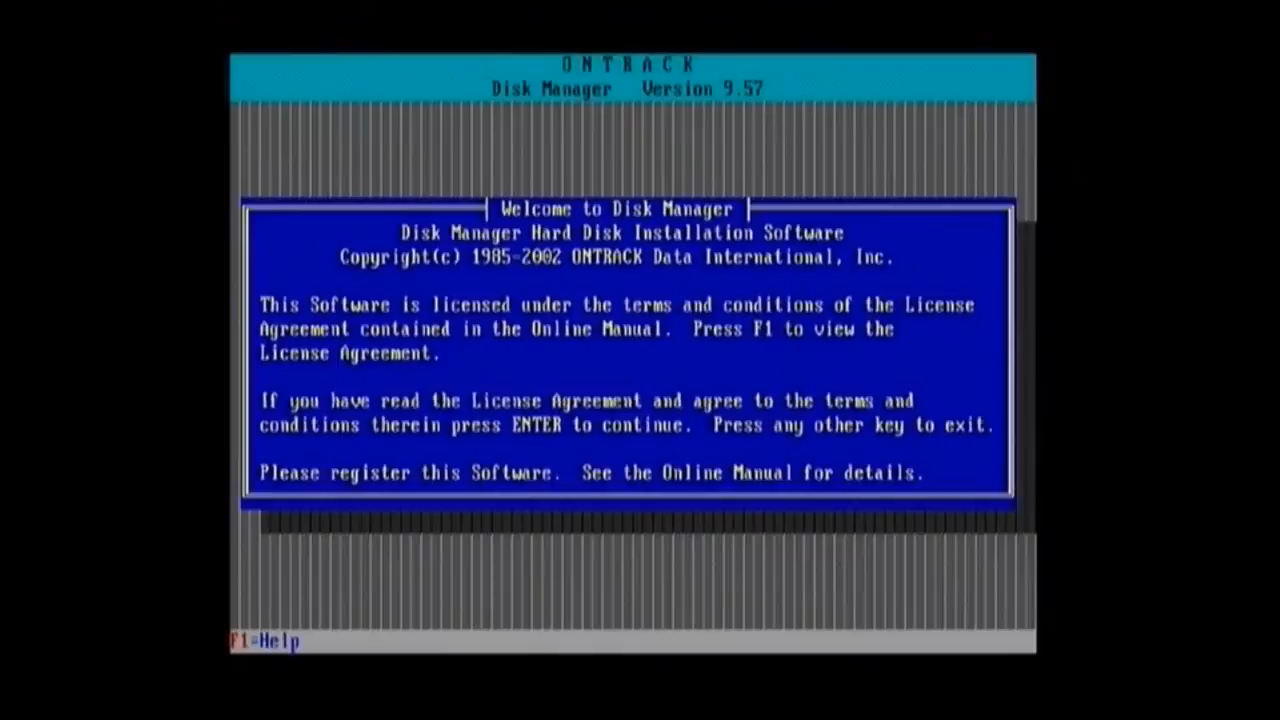 ONTRACK
Disk Manager Version 9.57
Welcome to Disk Manager
Disk Manager Hard Disk Installation Software
Copyright(c) 1985-2002 ONTRACK Data International, Inc.
This Software is licensed under the terms and conditions of the License
Agreement contained in the Online Manual. Press F1 to view the
License Agreement.
If you have read the License Agreement and agree to the terms and
conditions therein press ENTER to continue. Press any other key to exit.
Please register this Software. See the Online Manual for details.
F1=Help